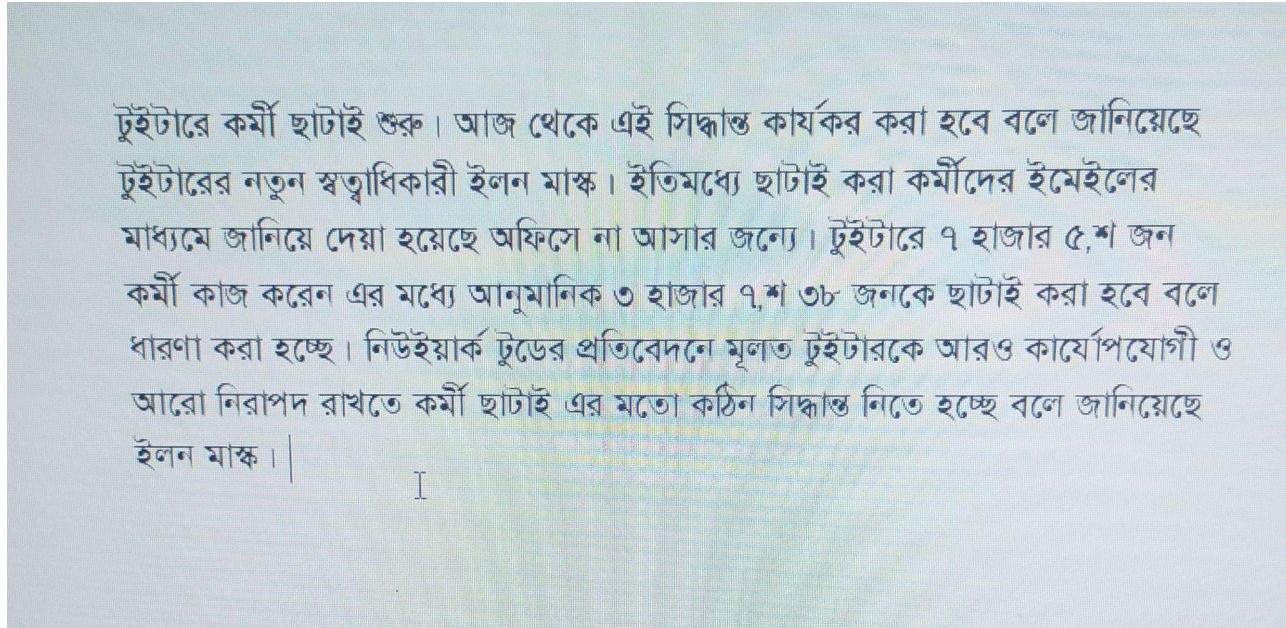 টুইটারে কর্মী ছাটাই শুরু। আজ থেকে এই সিদ্ধান্ত কার্যকর করা হবে বলে জানিয়েছে
টুইটারের নতুন স্বত্বাধিকারী ইলন মাস্ক। ইতিমধ্যে ছাটাই করা কর্মীদের ইমেইলের
মাধ্যমে জানিয়ে দেয়া হয়েছে অফিসে না আসার জন্যে। টুইটারে ৭ হাজার ৫,শ জন
কর্মী কাজ করেন এর মধ্যে আনুমানিক ৩ হাজার ৭,শ ৩৮ জনকে ছাটাই করা হবে বলে
ধারণা করা হচ্ছে। নিউইয়ার্ক টুডের প্রতিবেদনে মূলত টুইটারকে আরও কার্যোপযোগী ও
আরো নিরাপদ রাখতে কর্মী ছাটাই এর মতো কঠিন সিদ্ধান্ত নিতে হচ্ছে বলে জানিয়েছে
ইলন মাস্ক।